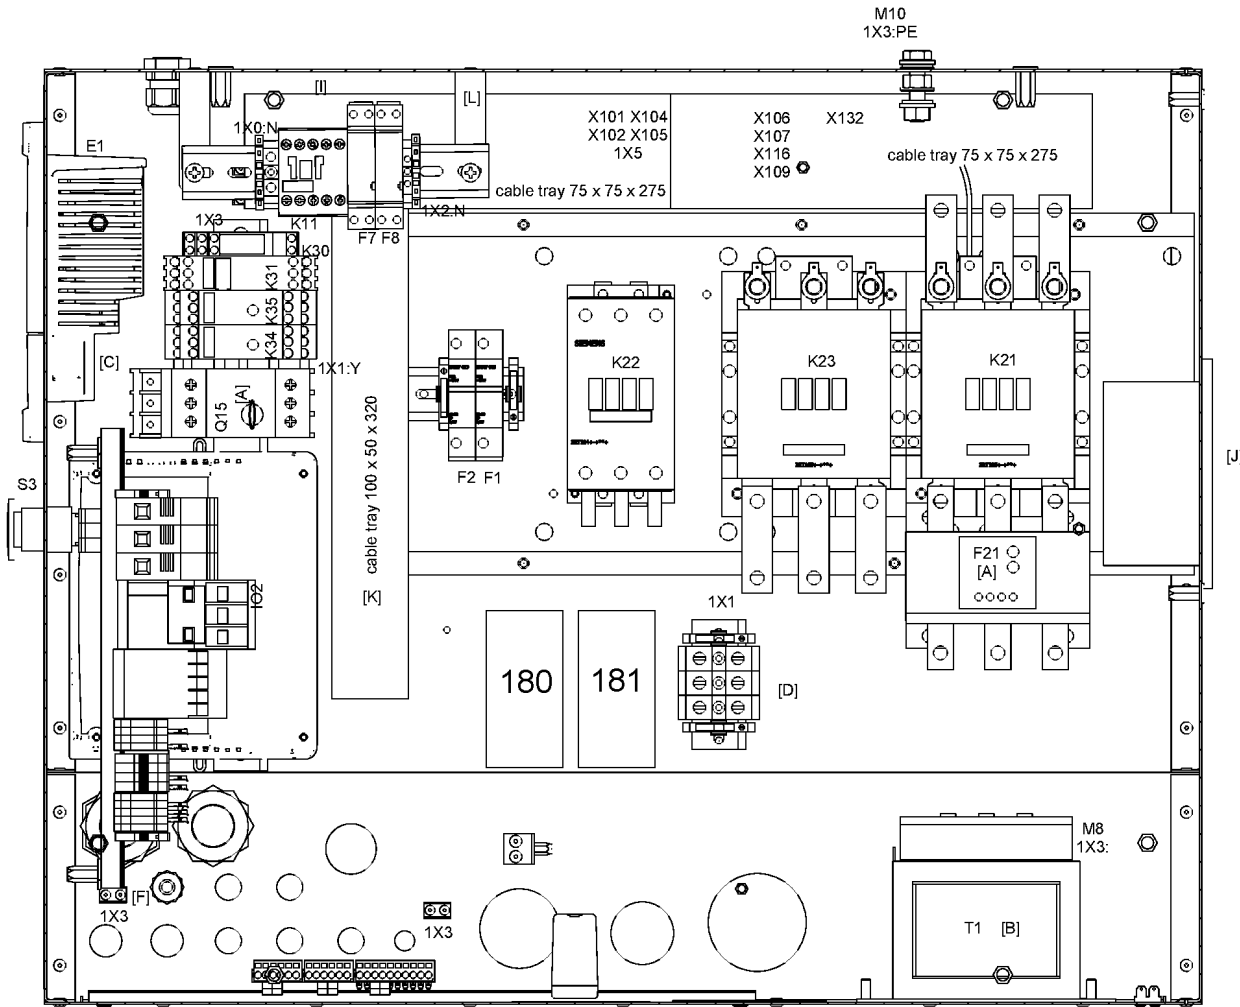 M10
1X3:PE
[I]
[L]
X101 X104
X102 X105
1X5
X106
X107
X116
X109
X132
cable tray 75 x 75 x 275
cable tray 75 x 75 x 275
E1
1X0:N
1X2:N
K11
F7 F8
1X3
K30
K31
K35
K34
1X1:Y
[C]
Q15
[A]
cable tray 100 x 50 x 320
[K]
SIEMENS
K22
K23
K21
F2 F1
S3
[J]
IO2
F21
[A]
180
181
1X1
[D]
M8
1X3:
T1 [B]
[F]
1X3
1X3